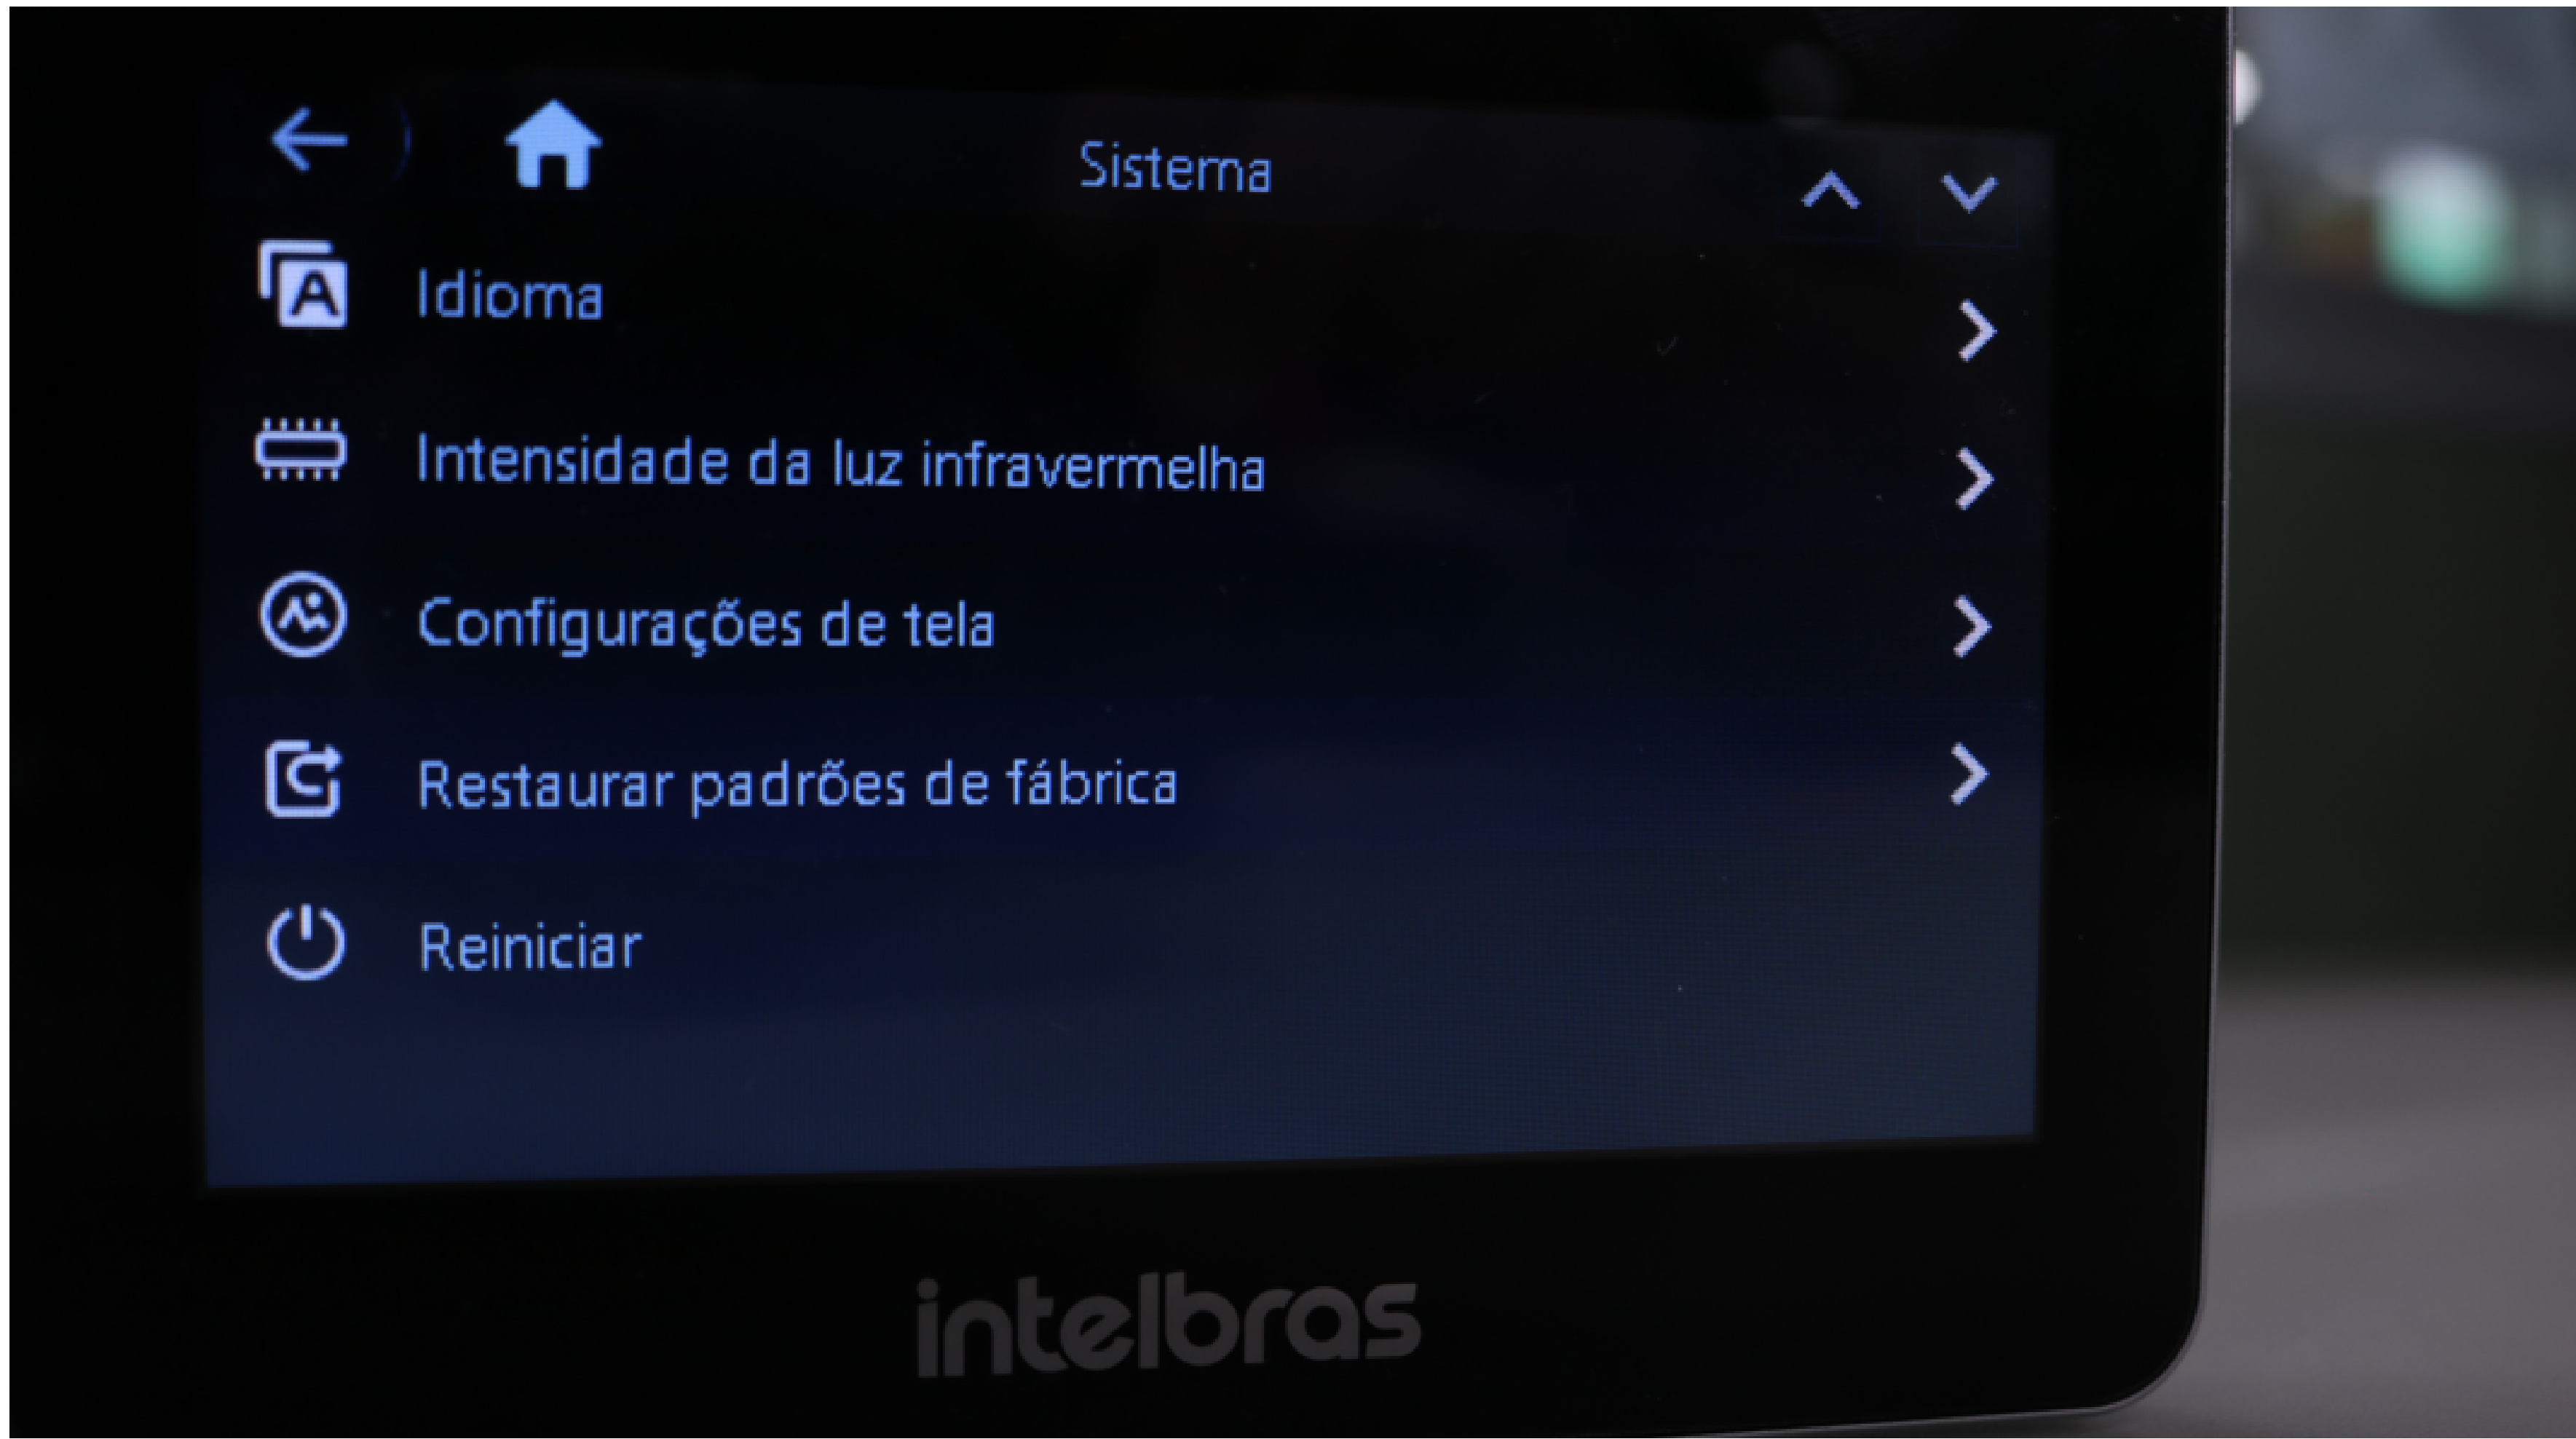 Sistema
Idioma
Intensidade da luz infravermelha
Configurações de tela
Restaurar padrões de fábrica
Reiniciar
intelbras